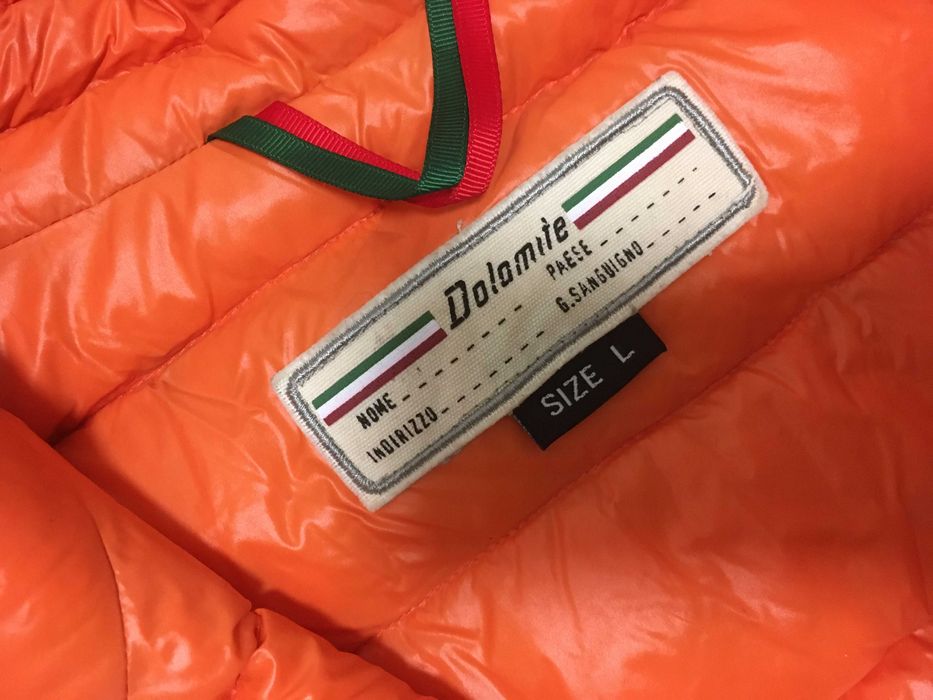 Dolomite
NOME PAESE
INDIRIZZO G.SANGUIGNO
SIZE L